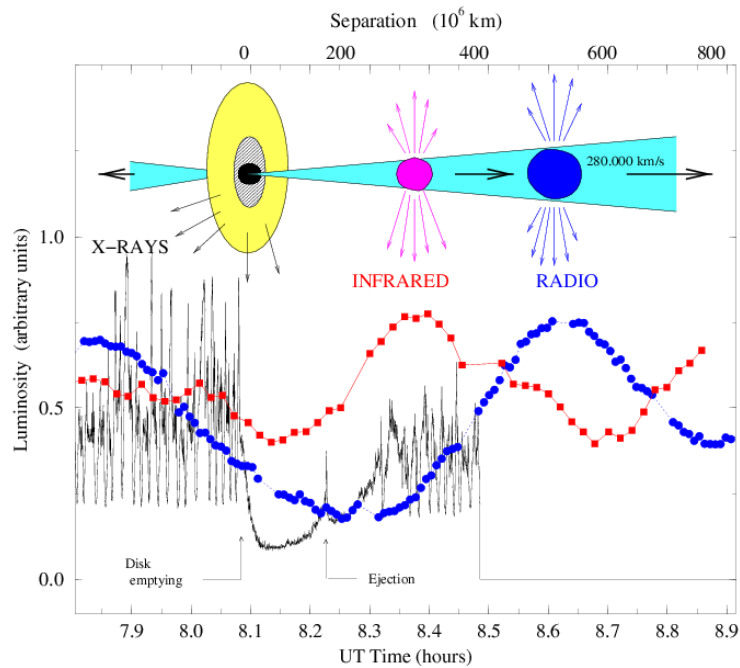 Separation (10⁶ km)
0 200 200 400 600 800
280.000 km/s
X−RAYS
INFRARED
RADIO
1.0
0.5
0.0
Luminosity (arbitrary units)
Disk
emptying
Ejection
7.9 8.0 8.1 8.2 8.3 8.4 8.5 8.6 8.7 8.8 8.9
UT Time (hours)